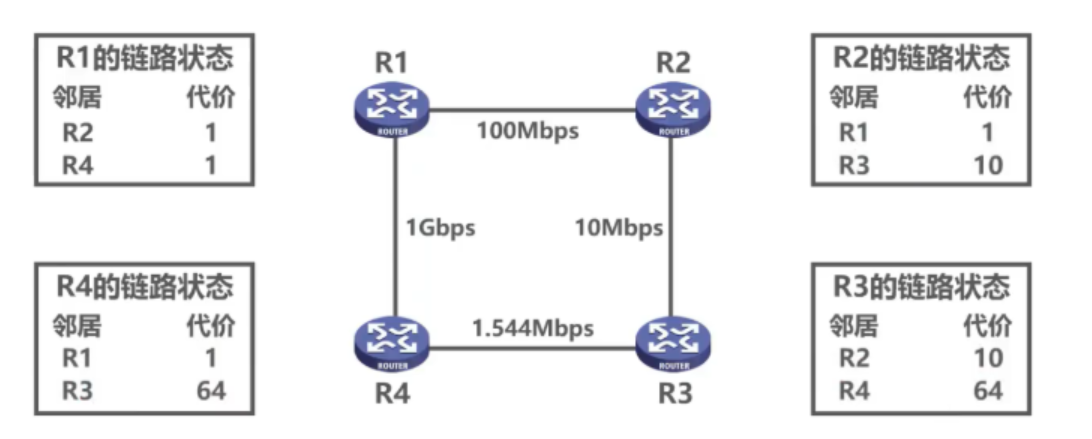 R1的链路状态
邻居 代价
R2 1
R4 1
R1
ROUTER
R2
ROUTER
100Mbps
R2的链路状态
邻居 代价
R1 1
R3 10
1Gbps
10Mbps
R4的链路状态
邻居 代价
R1 1
R3 64
1.544Mbps
ROUTER
R4
ROUTER
R3
R3的链路状态
邻居 代价
R2 10
R4 64